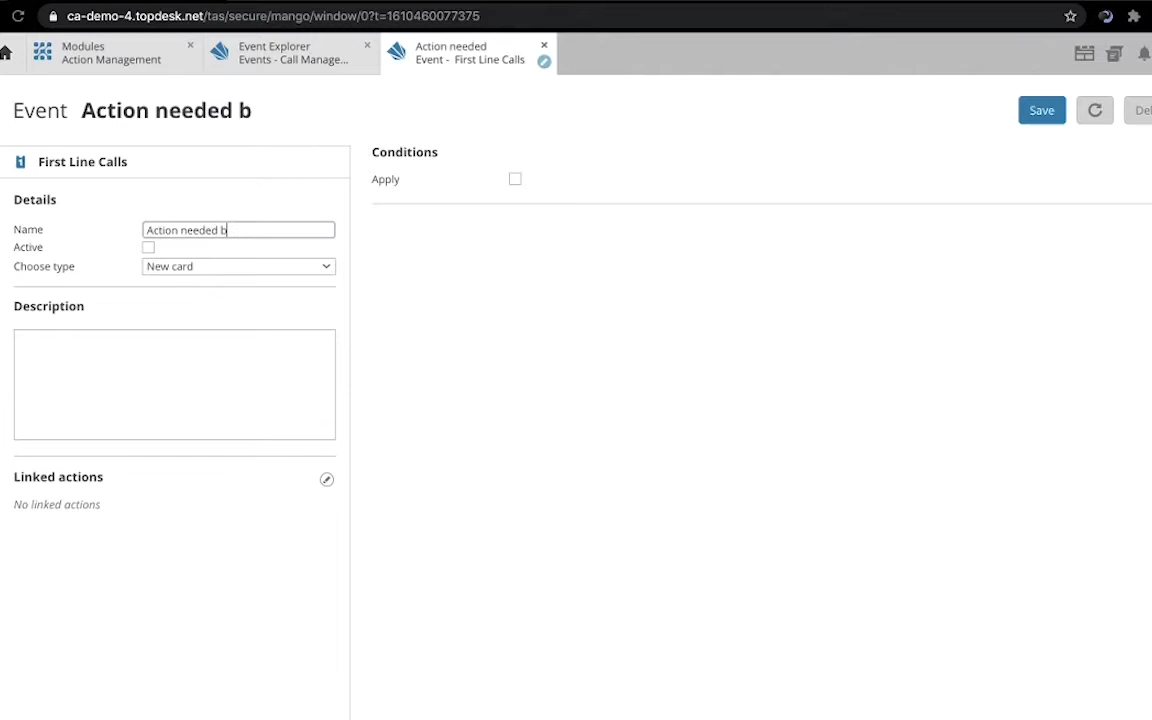 ca-demo-4.topdesk.net/tas/secure/mango/window/0?t=1610460077375
Modules
Action Management
Event Explorer
Events - Call Manage...
Action needed
Event - First Line Calls
Event Action needed b
Save
Del
First Line Calls
Details
Name
Action needed b
Active
Choose type
New card
Description
Linked actions
No linked actions
Conditions
Apply